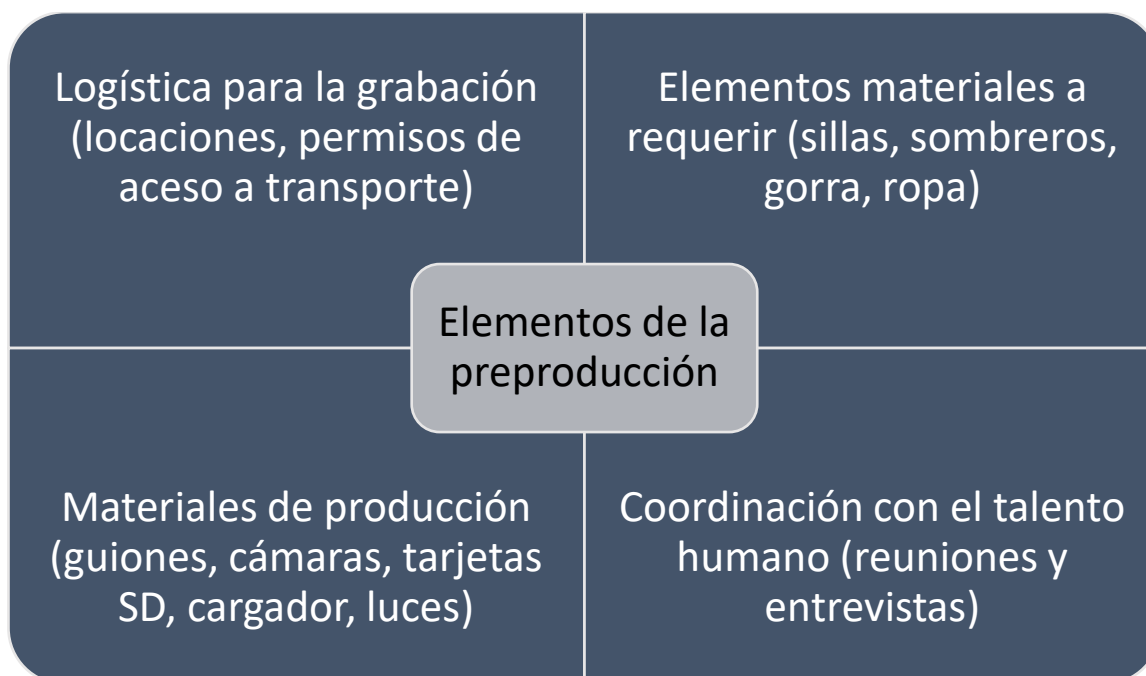 Logística para la grabación
(locaciones, permisos de
aceso a transporte)
Elementos materiales a
requerir (sillas, sombreros,
gorra, ropa)
Elementos de la
preproducción
Materiales de producción
(guiones, cámaras, tarjetas
SD, cargador, luces)
Coordinación con el talento
humano (reuniones y
entrevistas)